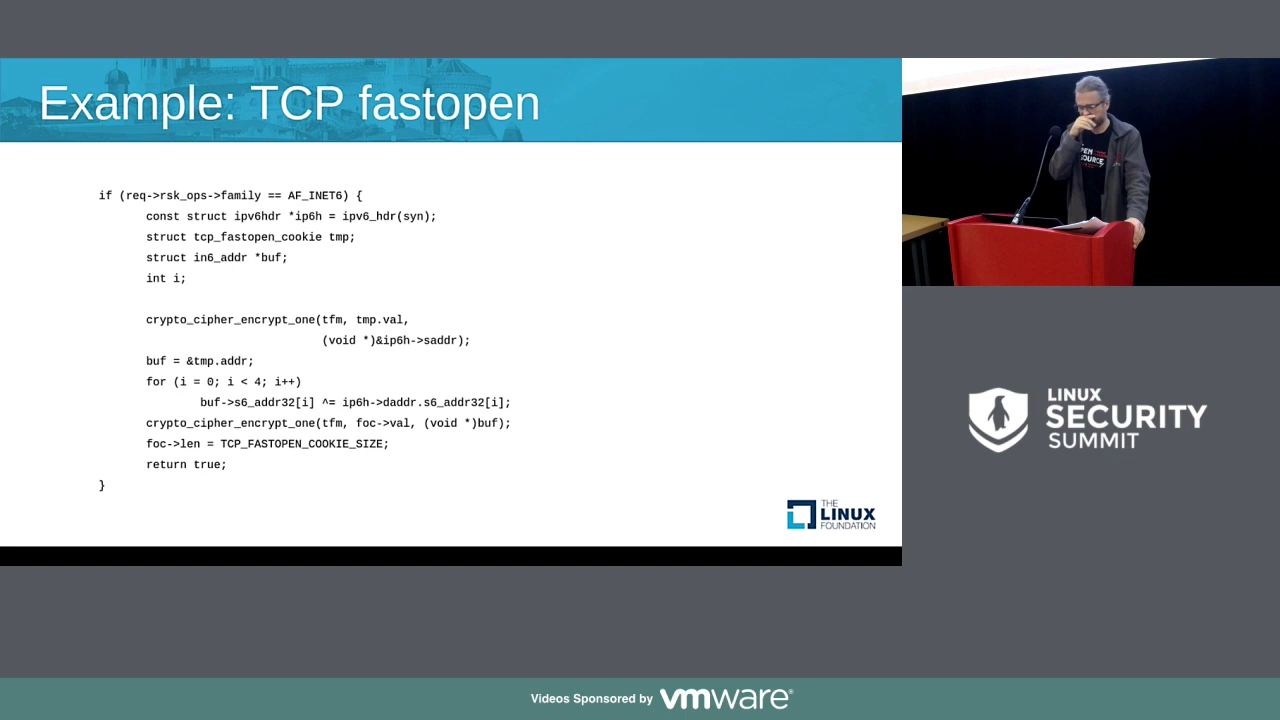 Example: TCP fastopen
if (req->rsk_ops->family == AF_INET6) {
const struct ipv6hdr *ip6h = ipv6_hdr(syn);
struct tcp_fastopen_cookie tmp;
struct in6_addr *buf;
int i;
crypto_cipher_encrypt_one(tfm, tmp.val,
(void *)&ip6h->saddr);
buf = &tmp.addr;
for (i = 0; i < 4; i++)
buf->s6_addr32[i] ^= ip6h->daddr.s6_addr32[i];
crypto_cipher_encrypt_one(tfm, foc->val, (void *)buf);
foc->len = TCP_FASTOPEN_COOKIE_SIZE;
return true;
}
THE
LINUX
FOUNDATION
PEN
SOURCE
LINUX
SECURITY
SUMMIT
Videos Sponsored by vmware®